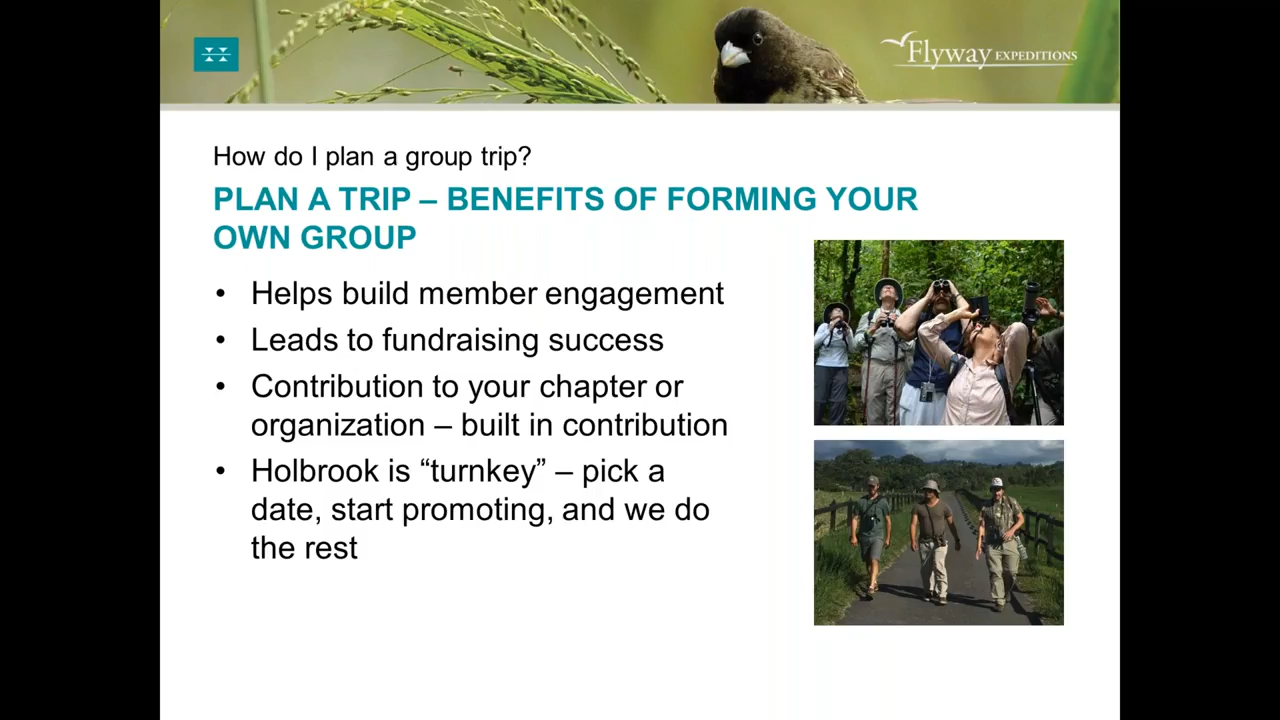 Flyway EXPEDITIONS
How do I plan a group trip?
PLAN A TRIP – BENEFITS OF FORMING YOUR
OWN GROUP
• Helps build member engagement
• Leads to fundraising success
• Contribution to your chapter or
organization – built in contribution
• Holbrook is “turnkey” – pick a
date, start promoting, and we do
the rest